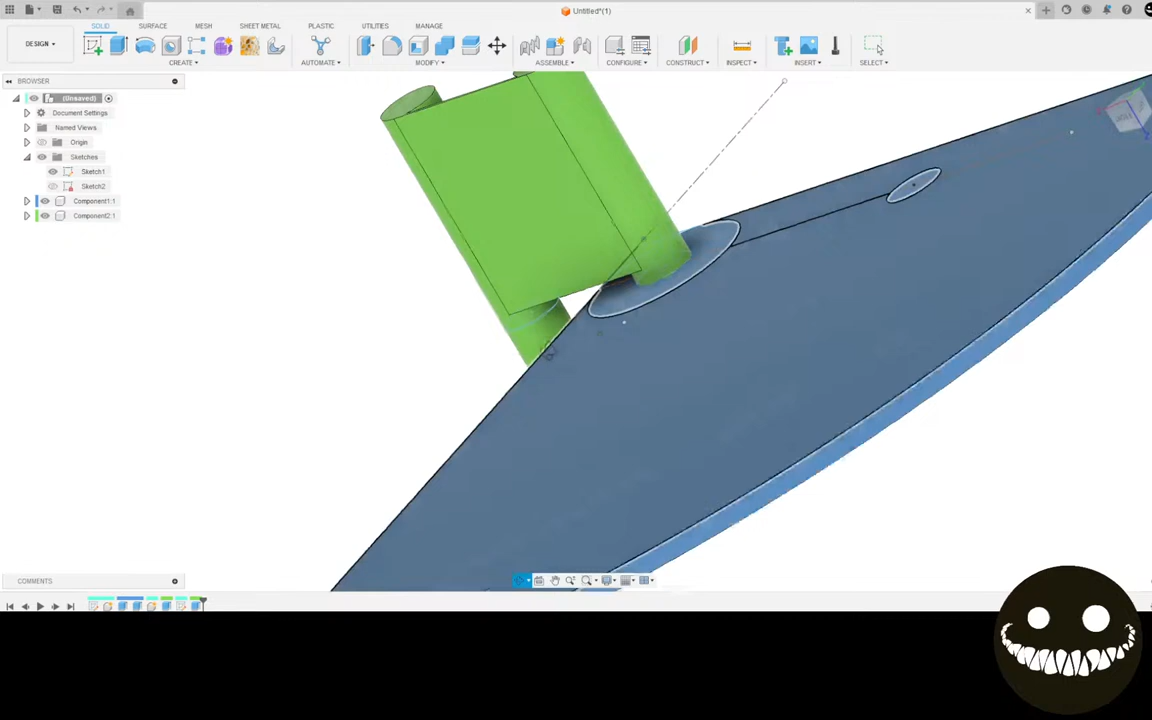 Untitled*(1)
DESIGN
SOLID
SURFACE
MESH
SHEET METAL
PLASTIC
UTILITIES
MANAGE
CREATE
AUTOMATE
MODIFY
ASSEMBLE
CONFIGURE
CONSTRUCT
INSPECT
INSERT
SELECT
BROWSER
(Unsaved)
Document Settings
Named Views
Origin
Sketches
Sketch1
Sketch2
Component1:1
Component2:1
COMMENTS